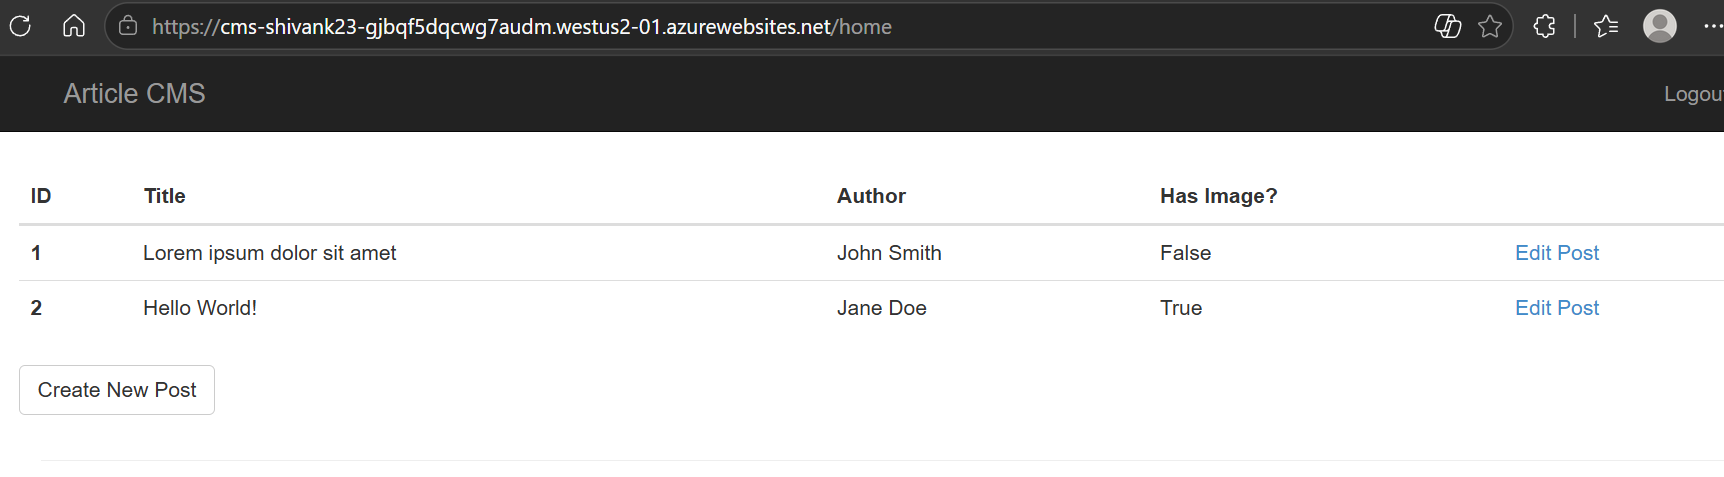 https://cms-shivank23-gjbqf5dqcwg7audm.westus2-01.azurewebsites.net/home
Article CMS Logou
ID Title Author Has Image?
1 Lorem ipsum dolor sit amet John Smith False Edit Post
2 Hello World! Jane Doe True Edit Post
Create New Post